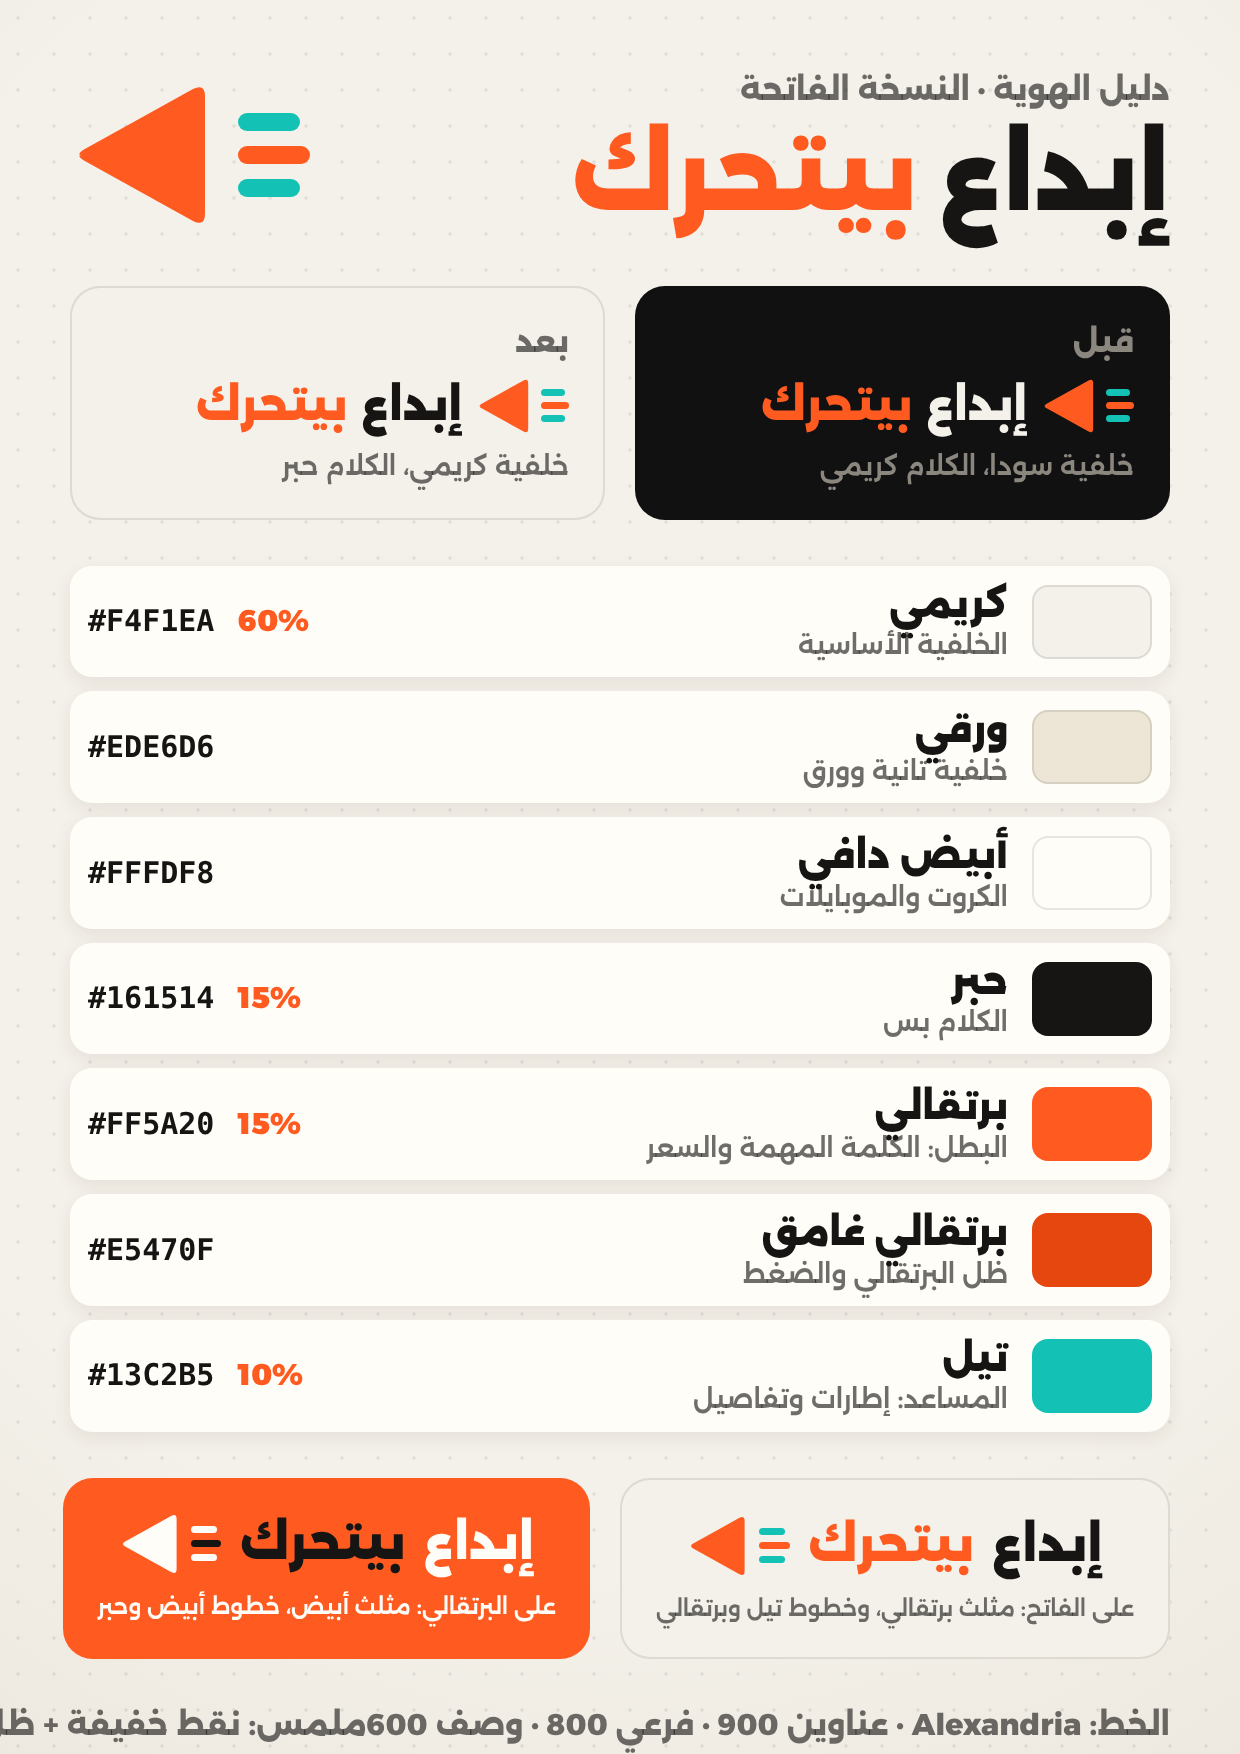 دليل الهوية · النسخة الفاتحة
إبداع بيتحرك
قبل
إبداع بيتحرك
خلفية سودا، الكلام كريمي
بعد
إبداع بيتحرك
خلفية كريمي، الكلام حبر
كريمي
الخلفية الأساسية
60% #F4F1EA
ورقي
خلفية تانية وورق
#EDE6D6
أبيض دافي
الكروت والموبايلات
#FFFDF8
حبر
الكلام بس
15% #161514
برتقالي
البطل: الكلمة المهمة والسعر
15% #FF5A20
برتقالي غامق
ظل البرتقالي والضغط
#E5470F
تيل
المساعد: إطارات وتفاصيل
10% #13C2B5
إبداع بيتحرك
على الفاتح: مثلث برتقالي، وخطوط تيل وبرتقالي
إبداع بيتحرك
على البرتقالي: مثلث أبيض، خطوط أبيض وحبر
الخط: Alexandria · عناوين 900 · فرعي 800 · وصف 600ملمس: نقط خفيفة +